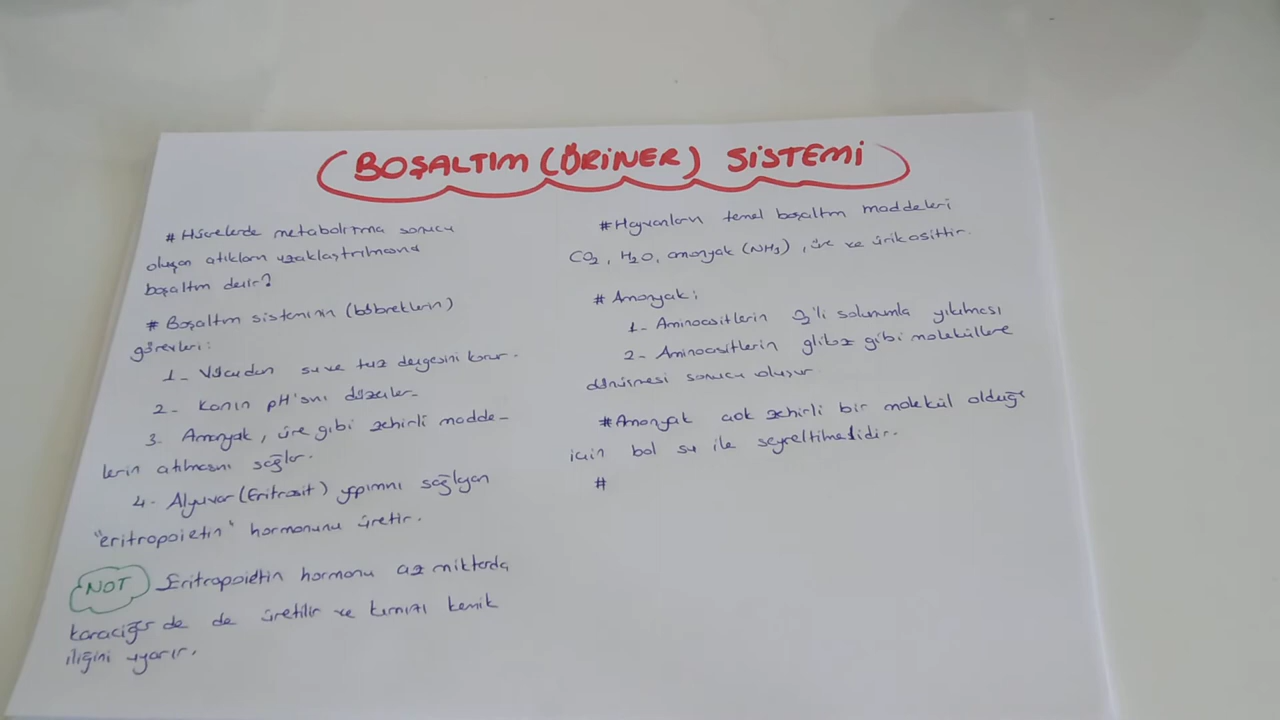 BOŞALTIM (ÜRİNER) SİSTEMİ
# Hücrelerde metabolizma sonucu
oluşan atıkların uzaklaştırılmasına
boşaltım denir?
# Boşaltım sisteminin (böbreklerin)
görevleri:
1- Vücudun su ve tuz dengesini korur.
2- Kanın pH'sını düzenler-
3- Amonyak, üre gibi zehirli madde-
lerin atılmasını sağlar.
4- Alyuvar (Eritrosit) yapımını sağlayan
"eritropoietin" hormonunu üretir.
NOT Eritropoietin hormonu az miktarda
karaciğer de de üretilir ve kırmızı kemik
iliğini uyarır.
# Hayvanların temel boşaltım maddeleri
CO2, H2O, amonyak (NH3), üre ve ürikasittir.
# Amonyak;
1- Aminoasitlerin O2'li solunumla yıkılması
2- Aminoasitlerin glikoz gibi moleküllere
dönüşmesi sonucu oluşur
# Amonyak çok zehirli bir molekül olduğu
için bol su ile seyreltilmelidir.
#